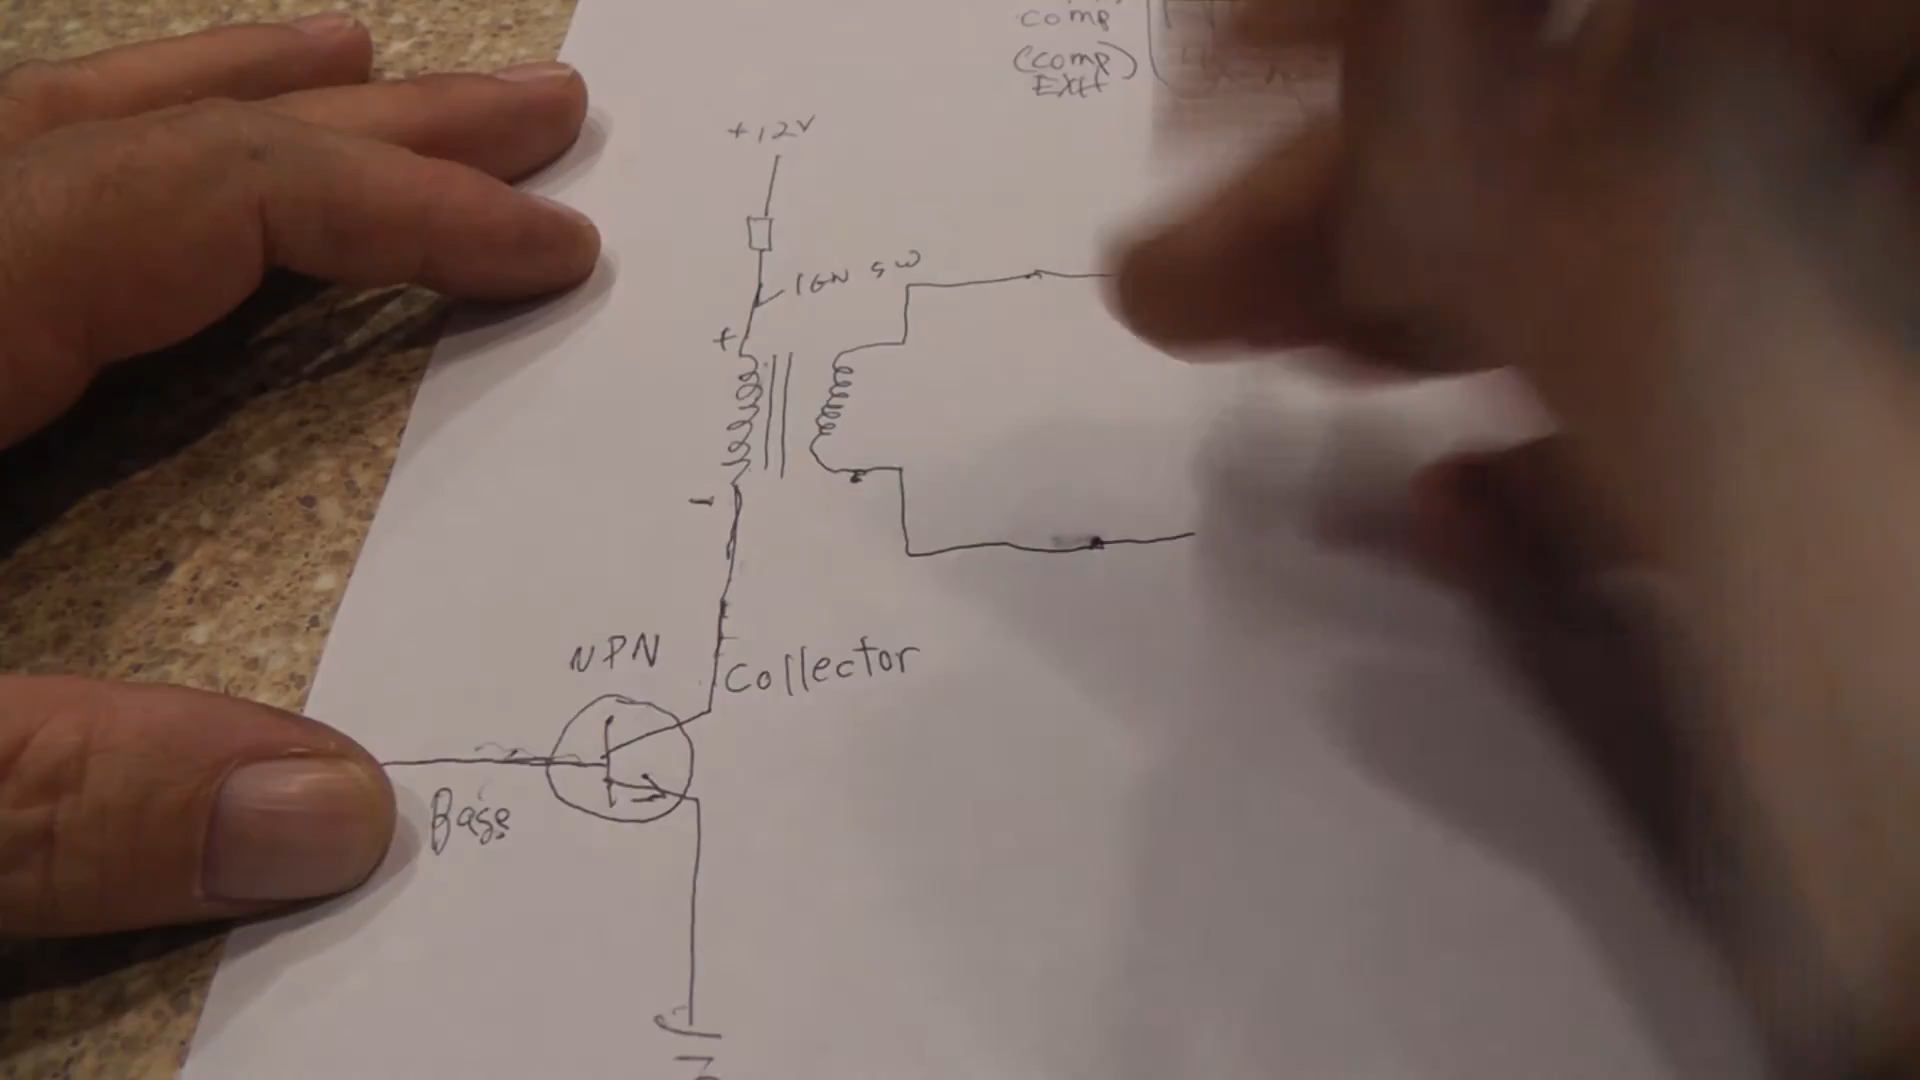 comp
(comp)
EXH
+12V
IGN SW
+
-
NPN
Collector
Base